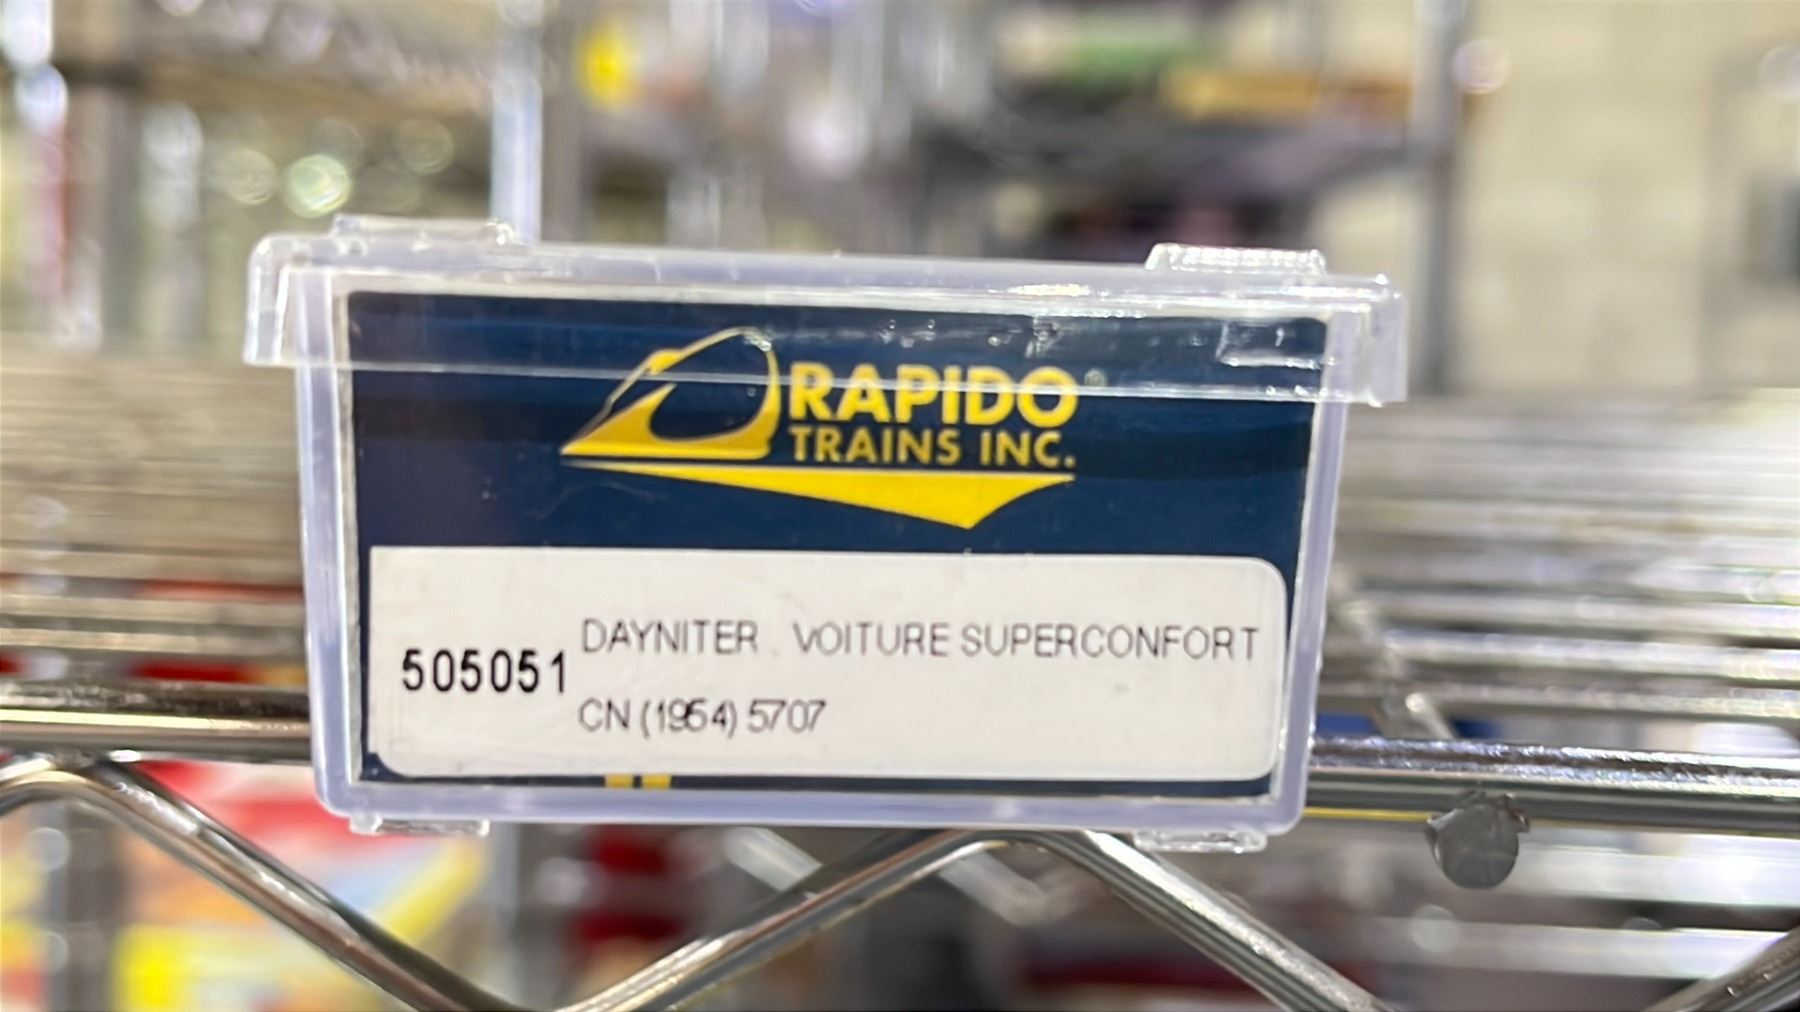 RAPIDO®
TRAINS INC.
505051
DAYNITER . VOITURE SUPERCONFORT
CN (1954) 5707